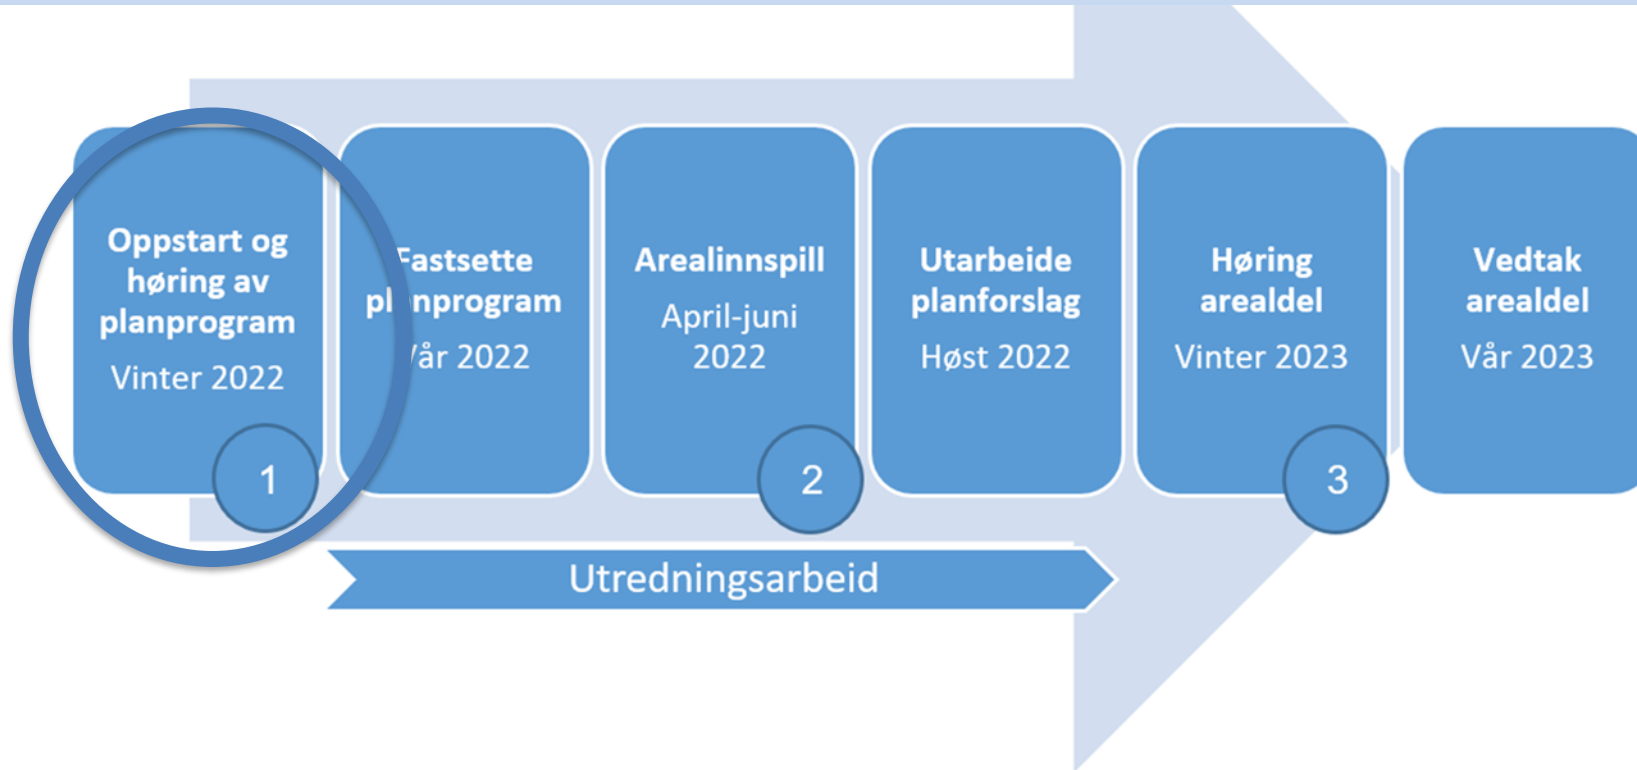 Oppstart og
høring av
planprogram
Vinter 2022
1
Fastsette
planprogram
Vår 2022
Arealinnspill
April-juni
2022
2
Utarbeide
planforslag
Høst 2022
Høring
arealdel
Vinter 2023
3
Vedtak
arealdel
Vår 2023
Utredningsarbeid